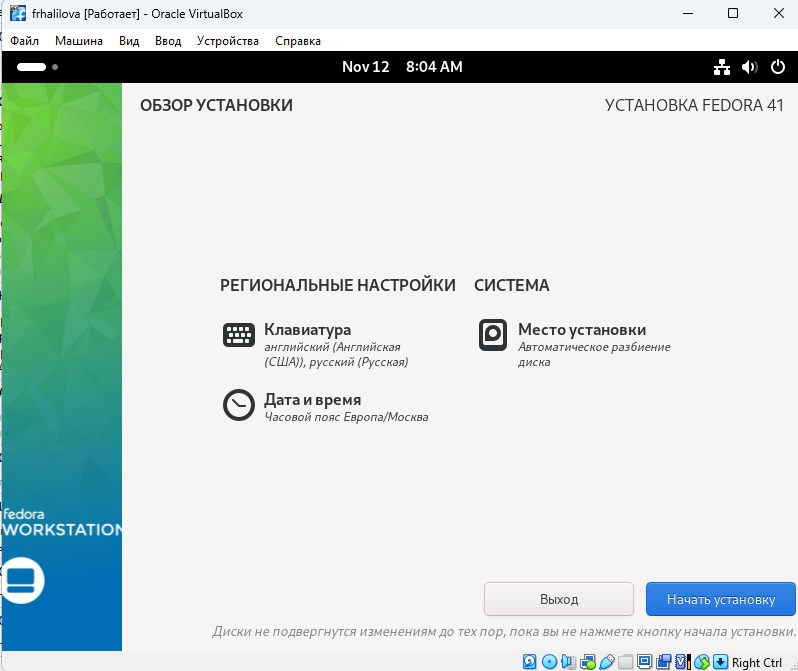 frhalilova [Работает] - Oracle VirtualBox
Файл Машина Вид Ввод Устройства Справка
Nov 12 8:04 AM
ОБЗОР УСТАНОВКИ
УСТАНОВКА FEDORA 41
РЕГИОНАЛЬНЫЕ НАСТРОЙКИ
Клавиатура
английский (Английская
(США)), русский (Русская)
Дата и время
Часовой пояс Европа/Москва
СИСТЕМА
Место установки
Автоматическое разбиение
диска
fedora
WORKSTATION
Выход
Начать установку
Диски не подвергнутся изменениям до тех пор, пока вы не нажмете кнопку начала установки.
Right Ctrl